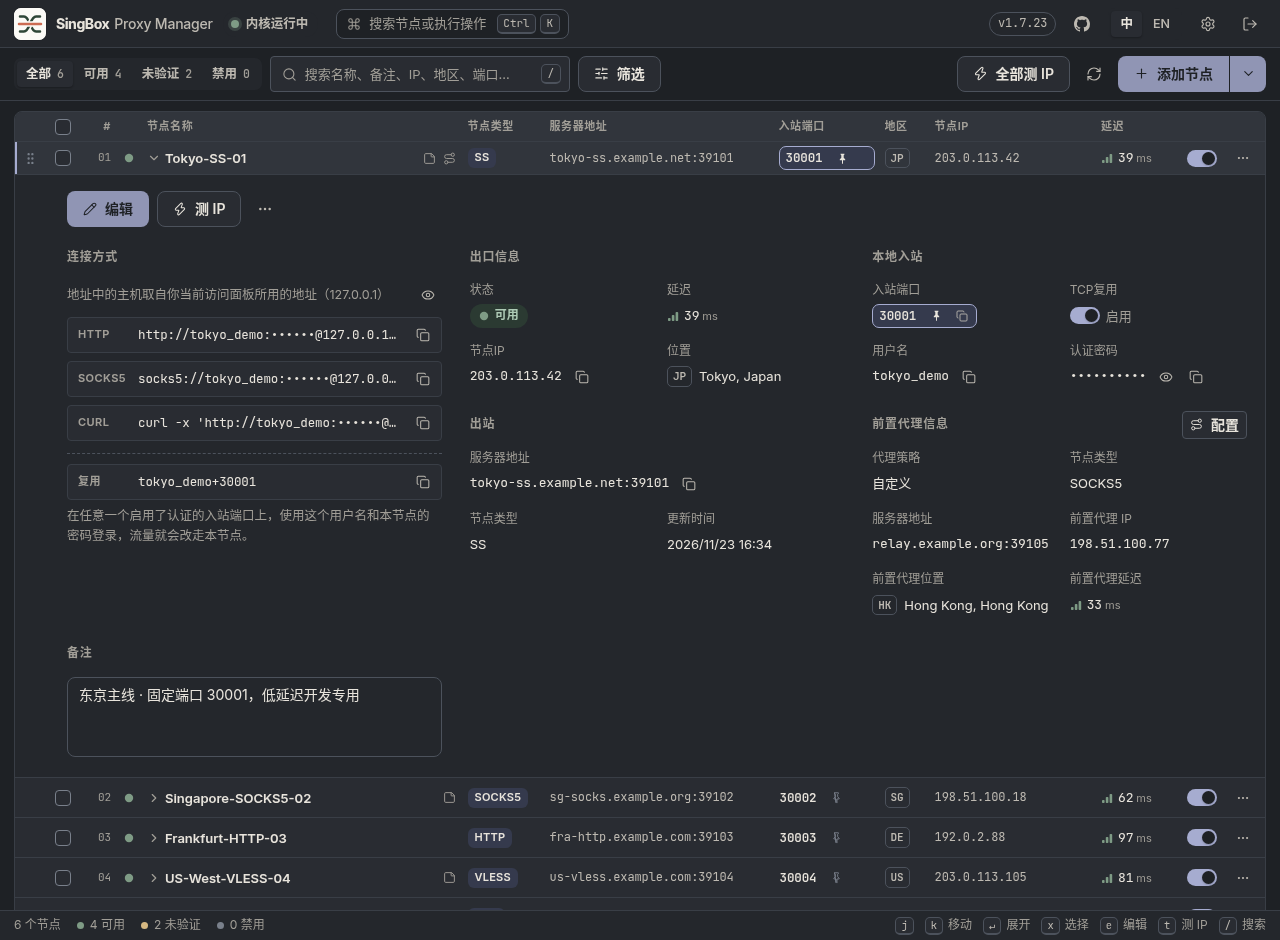 SingBox Proxy Manager 内核运行中 ⌘ 搜索节点或执行操作 Ctrl K v1.7.23 中 EN
全部 6 可用 4 未验证 2 禁用 0 搜索名称、备注、IP、地区、端口... / 筛选 全部测 IP 添加节点
# 节点名称 节点类型 服务器地址 入站端口 地区 节点IP 延迟
01 Tokyo-SS-01 SS tokyo-ss.example.net:39101 30001 JP 203.0.113.42 39 ms
编辑 测 IP
连接方式
地址中的主机取自你当前访问面板所用的地址（127.0.0.1）
HTTP http://tokyo_demo:••••••@127.0.0.1…
SOCKS5 socks5://tokyo_demo:••••••@127.0.0…
CURL curl -x 'http://tokyo_demo:••••••@…
复用 tokyo_demo+30001
在任意一个启用了认证的入站端口上，使用这个用户名和本节点的
密码登录，流量就会改走本节点。
出口信息
状态 延迟
可用 39 ms
节点IP 位置
203.0.113.42 JP Tokyo, Japan
出站
服务器地址
tokyo-ss.example.net:39101
节点类型 更新时间
SS 2026/11/23 16:34
本地入站
入站端口 TCP复用
30001 启用
用户名 认证密码
tokyo_demo ••••••••••
前置代理信息 配置
代理策略 节点类型
自定义 SOCKS5
服务器地址 前置代理 IP
relay.example.org:39105 198.51.100.77
前置代理位置 前置代理延迟
HK Hong Kong, Hong Kong 33 ms
备注
东京主线 · 固定端口 30001，低延迟开发专用
02 Singapore-SOCKS5-02 SOCKS5 sg-socks.example.org:39102 30002 SG 198.51.100.18 62 ms
03 Frankfurt-HTTP-03 HTTP fra-http.example.com:39103 30003 DE 192.0.2.88 97 ms
04 US-West-VLESS-04 VLESS us-vless.example.com:39104 30004 US 203.0.113.105 81 ms
6 个节点 4 可用 2 未验证 0 禁用 j k 移动 ↵ 展开 x 选择 e 编辑 t 测 IP / 搜索